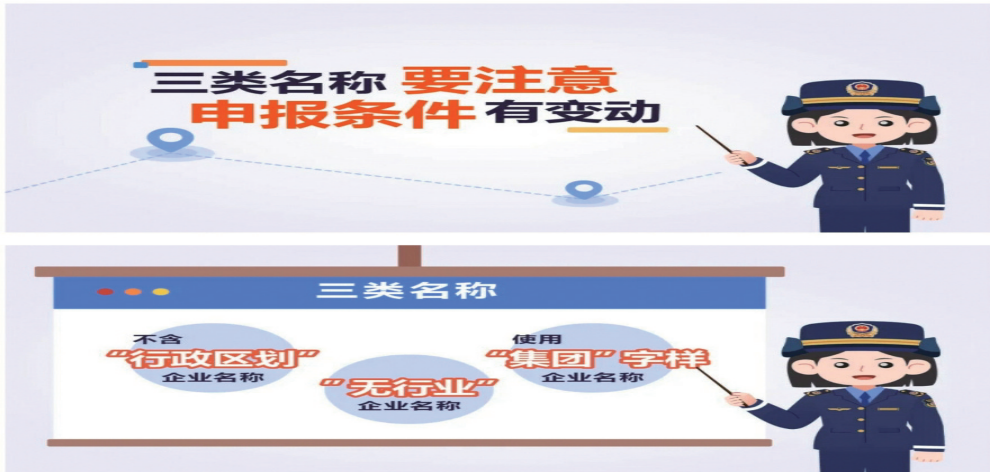 三类名称 要注意
申报条件 有变动
三类名称
不含
“行政区划”
企业名称
“无行业”
企业名称
使用
“集团”字样
企业名称